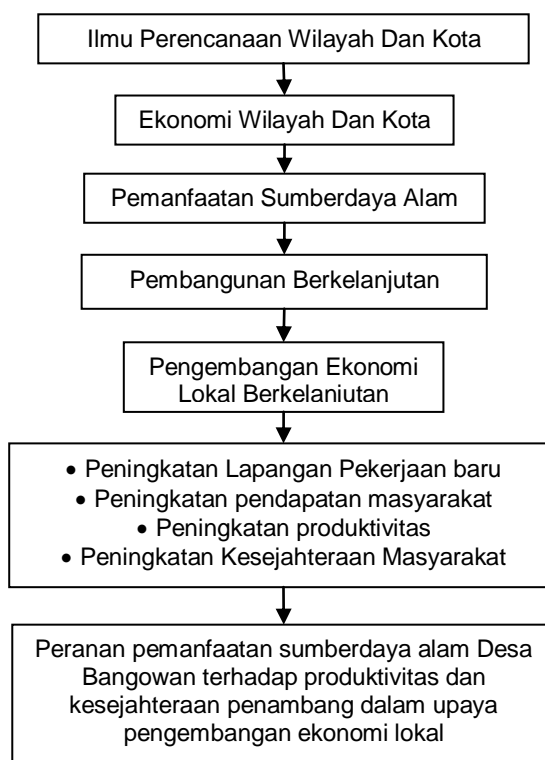 Ilmu Perencanaan Wilayah Dan Kota
Ekonomi Wilayah Dan Kota
Pemanfaatan Sumberdaya Alam
Pembangunan Berkelanjutan
Pengembangan Ekonomi
Lokal Berkelanjutan
• Peningkatan Lapangan Pekerjaan baru
• Peningkatan pendapatan masyarakat
• Peningkatan produktivitas
• Peningkatan Kesejahteraan Masyarakat
Peranan pemanfaatan sumberdaya alam Desa
Bangowan terhadap produktivitas dan
kesejahteraan penambang dalam upaya
pengembangan ekonomi lokal